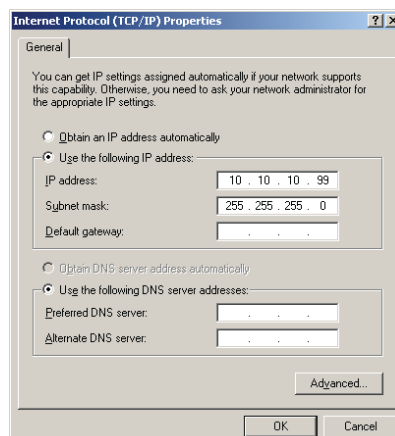 Internet Protocol (TCP/IP) Properties
General
You can get IP settings assigned automatically if your network supports
this capability. Otherwise, you need to ask your network administrator for
the appropriate IP settings.
Obtain an IP address automatically
Use the following IP address:
IP address: 10 . 10 . 10 . 99
Subnet mask: 255 . 255 . 255 . 0
Default gateway: . . .
Obtain DNS server address automatically
Use the following DNS server addresses:
Preferred DNS server: . . .
Alternate DNS server: . . .
Advanced...
OK Cancel